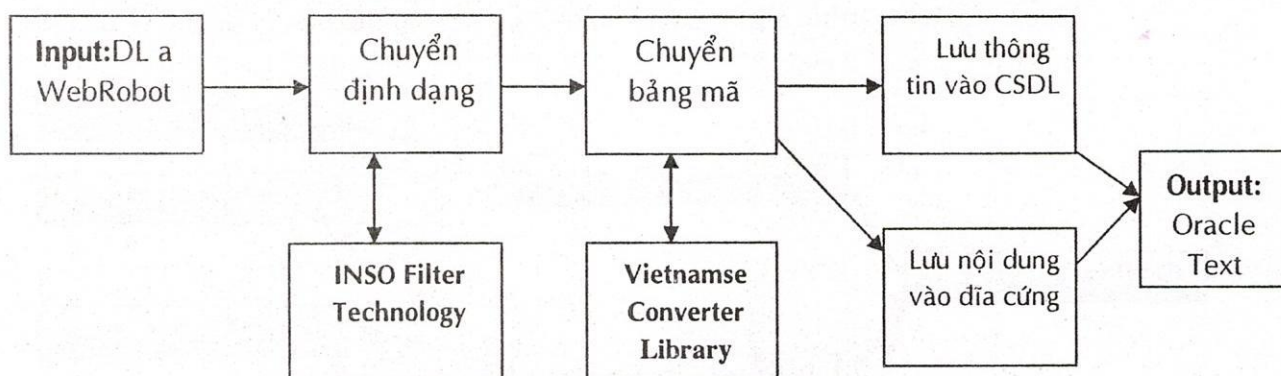 Input:DL a
WebRobot
Chuyển
định dạng
Chuyển
bảng mã
Lưu thông
tin vào CSDL
Output:
Oracle
Text
INSO Filter
Technology
Vietnamse
Converter
Library
Lưu nội dung
vào dĩa cứng